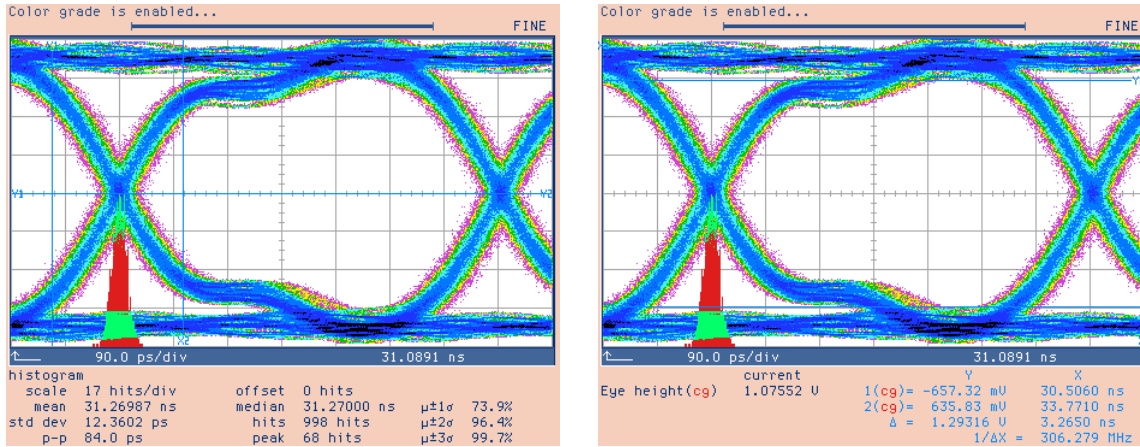 Color grade is enabled...
FINE
Y1
Y2
X2
90.0 ps/div 31.0891 ns
histogram
scale 17 hits/div offset 0 hits
mean 31.26987 ns median 31.27000 ns μ±1σ 73.9%
std dev 12.3602 ps hits 998 hits μ±2σ 96.4%
p-p 84.0 ps peak 68 hits μ±3σ 99.7%
Color grade is enabled...
FINE
90.0 ps/div 31.0891 ns
current Y X
Eye height(cg) 1.07552 V 1(cg)= -657.32 mV 30.5060 ns
2(cg)= 635.83 mV 33.7710 ns
Δ = 1.29316 V 3.2650 ns
1/ΔX = 306.279 MHz